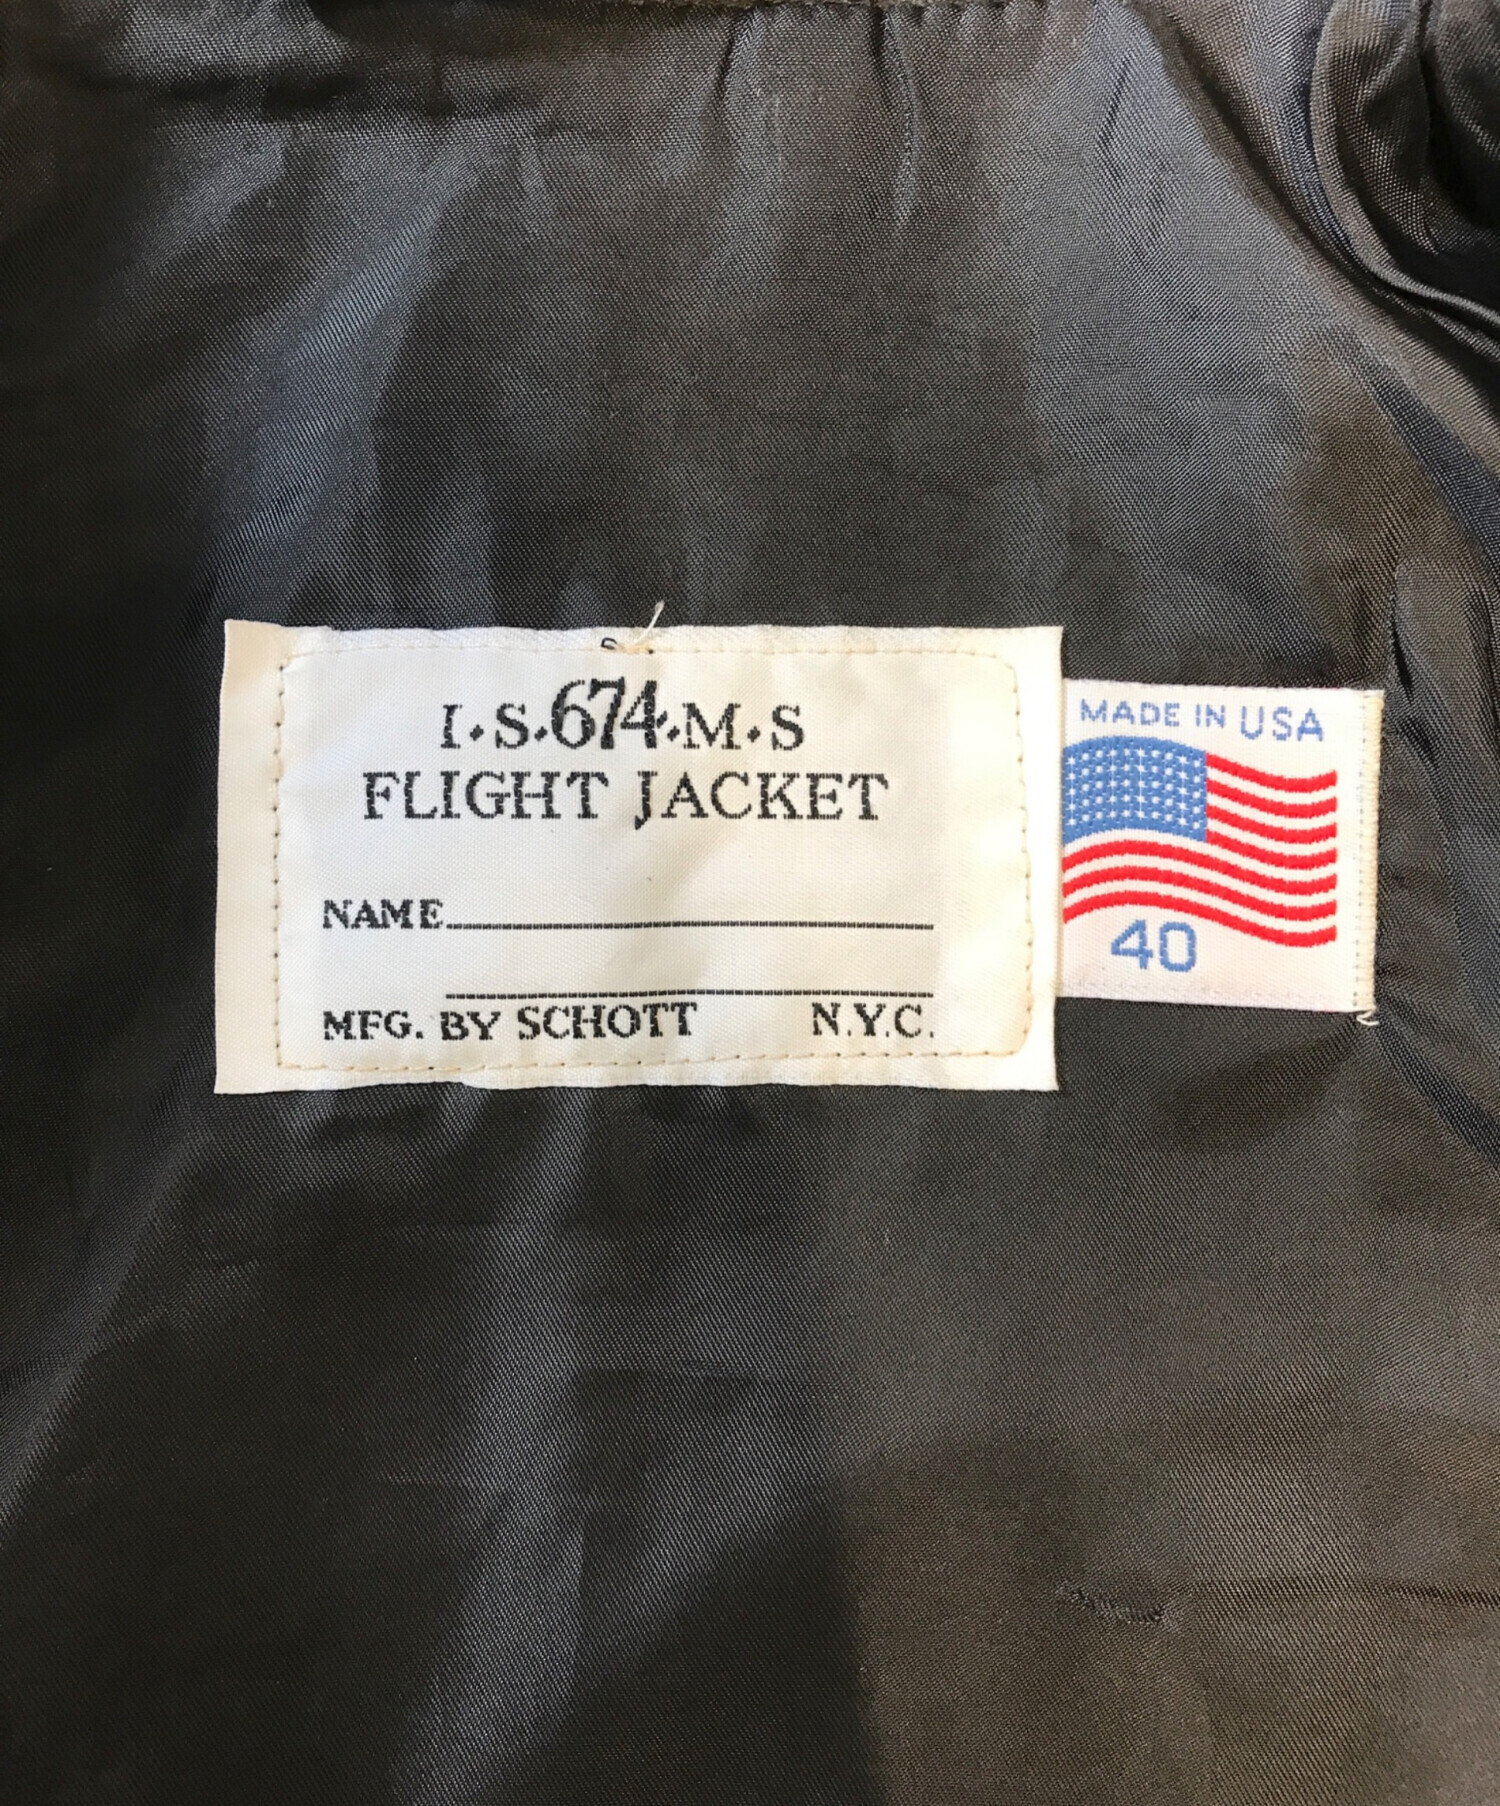 I.S.674.M.S
FLIGHT JACKET
NAME
MFG. BY SCHOTT N.Y.C.
MADE IN USA
40